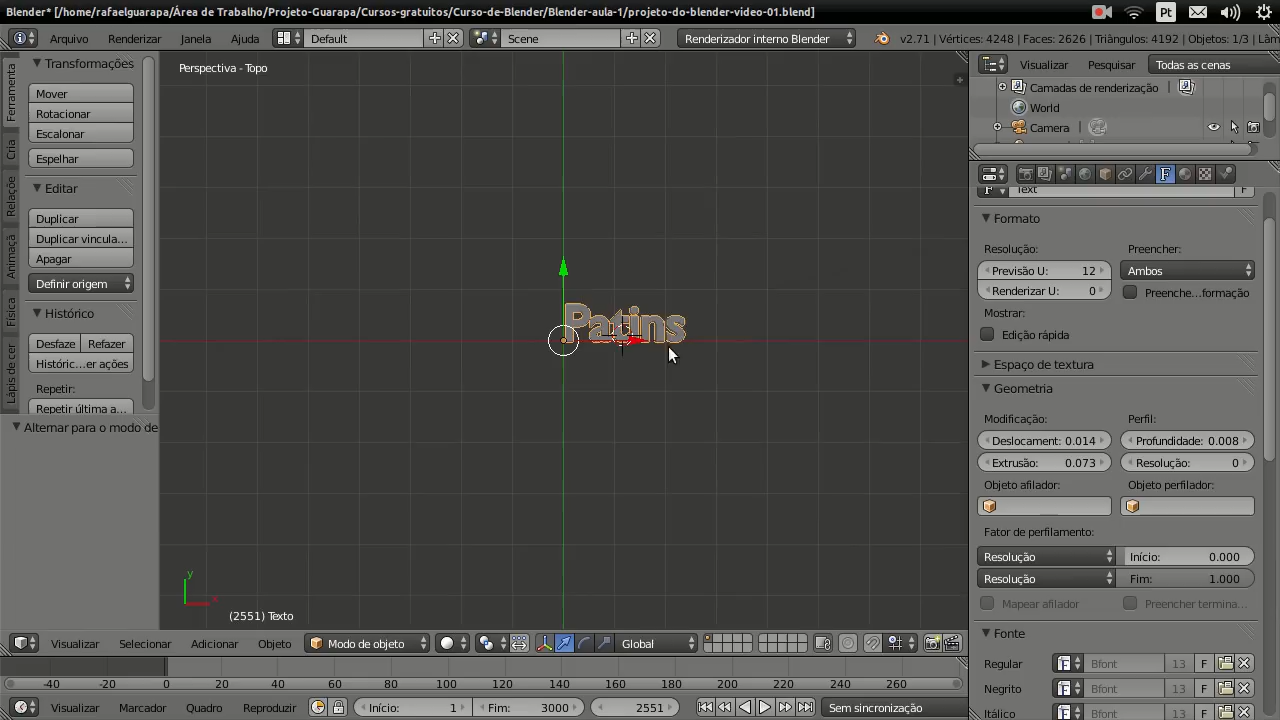 Blender* [/home/rafaelguarapa/Área de Trabalho/Projeto-Guarapa/Cursos-gratuitos/Curso-de-Blender/Blender-aula-1/projeto-do-blender-video-01.blend]
Pt
Arquivo Renderizar Janela Ajuda Default Scene Renderizador interno Blender v2.71 | Vértices: 4248 | Faces: 2626 | Triângulos: 4192 | Objetos: 1/3 | Lâm
Ferramenta
Cria
Relaçõe
Animaçã
Física
Lápis de cer
Transformações
Mover
Rotacionar
Escalonar
Espelhar
Editar
Duplicar
Duplicar vincula...
Apagar
Definir origem
Histórico
Desfaze Refazer
Históric...er ações
Repetir:
Repetir última a...
Alternar para o modo de
Perspectiva - Topo
Patins
y
x
(2551) Texto
Visualizar Selecionar Adicionar Objeto Modo de objeto Global
-40 -20 0 20 40 60 80 100 120 140 160 180 200 220 240 260
Visualizar Marcador Quadro Reproduzir Início: 1 Fim: 3000 2551 Sem sincronização
Visualizar Pesquisar Todas as cenas
Camadas de renderização |
World
Camera |
F Text F
Formato
Resolução: Preencher:
Previsão U: 12 Ambos
Renderizar U: 0 Preenche...formação
Mostrar:
Edição rápida
Espaço de textura
Geometria
Modificação: Perfil:
Deslocament: 0.014 Profundidade: 0.008
Extrusão: 0.073 Resolução: 0
Objeto afilador: Objeto perfilador:
Fator de perfilamento:
Resolução Início: 0.000
Resolução Fim: 1.000
Mapear afilador Preencher termina...
Fonte
Regular F Bfont 13 F
Negrito F Bfont 13 F
Itálico F Bfont 13 F